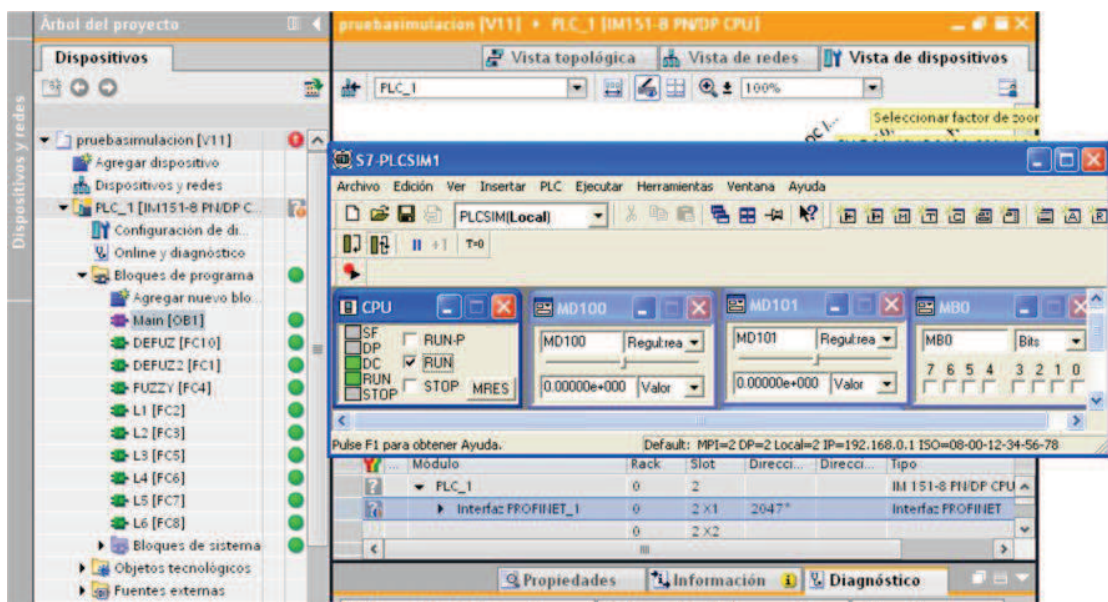 Árbol del proyecto
pruebasimulacion [V11] PLC_1 [IM151-8 PN/DP CPU]
Dispositivos
Vista topológica
Vista de redes
Vista de dispositivos
PLC_1
100%
Seleccionar factor de zoor
Dispositivos y redes
pruebasimulacion [V11]
Agregar dispositivo
Dispositivos y redes
PLC_1 [IM151-8 PN/DP C...
Configuración de di...
Online y diagnóstico
Bloques de programa
Agregar nuevo blo...
Main [OB1]
DEFUZ [FC10]
DEFUZ2 [FC1]
FUZZY [FC4]
L1 [FC2]
L2 [FC3]
L3 [FC5]
L4 [FC6]
L5 [FC7]
L6 [FC8]
Bloques de sistema
Objetos tecnológicos
Fuentes externas
S7-PLCSIM1
Archivo Edición Ver Insertar PLC Ejecutar Herramientas Ventana Ayuda
PLCSIM(Local)
T=0
CPU
SF
DP
DC
RUN
STOP
RUN-P
RUN
STOP
MRES
MD100
MD100
Regul:rea
0.00000e+000
Valor
MD101
MD101
Regul:rea
0.00000e+000
Valor
MB0
MB0
Bits
7 6 5 4 3 2 1 0
Pulse F1 para obtener Ayuda.
Default: MPI=2 DP=2 Local=2 IP=192.168.0.1 ISO=08-00-12-34-56-78
... Módulo Rack Slot Direcci... Direcci... Tipo
PLC_1 0 2 IM 151-8 PN/DP CPU
Interfaz PROFINET_1 0 2 X1 2047* Interfaz PROFINET
0 2 X2
Propiedades
Información
Diagnóstico